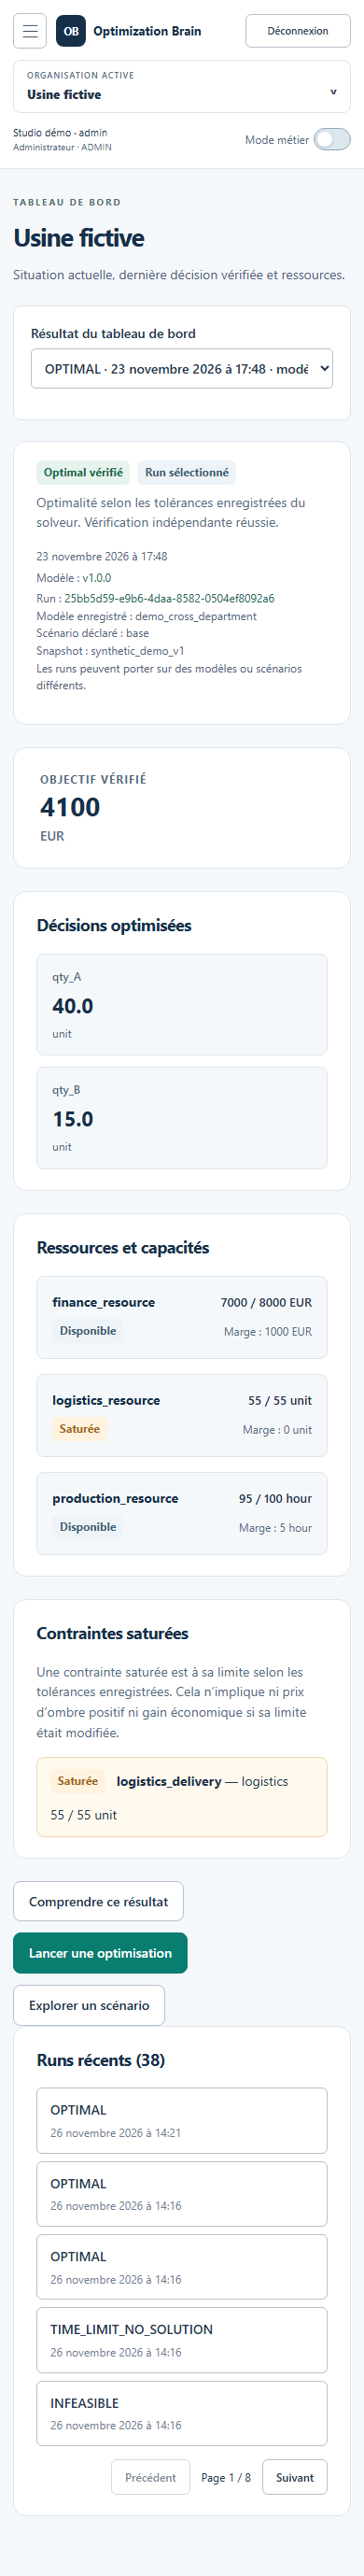 OB Optimization Brain
Déconnexion
ORGANISATION ACTIVE
Usine fictive
Studio démo · admin
Administrateur · ADMIN
Mode métier
TABLEAU DE BORD
Usine fictive
Situation actuelle, dernière décision vérifiée et ressources.
Résultat du tableau de bord
OPTIMAL · 23 novembre 2026 à 17:48 · modè
Optimal vérifié
Run sélectionné
Optimalité selon les tolérances enregistrées du
solveur. Vérification indépendante réussie.
23 novembre 2026 à 17:48
Modèle : v1.0.0
Run : 25bb5d59-e9b6-4daa-8582-0504ef8092a6
Modèle enregistré : demo_cross_department
Scénario déclaré : base
Snapshot : synthetic_demo_v1
Les runs peuvent porter sur des modèles ou scénarios
différents.
OBJECTIF VÉRIFIÉ
4100
EUR
Décisions optimisées
qty_A
40.0
unit
qty_B
15.0
unit
Ressources et capacités
finance_resource
7000 / 8000 EUR
Disponible
Marge : 1000 EUR
logistics_resource
55 / 55 unit
Saturée
Marge : 0 unit
production_resource
95 / 100 hour
Disponible
Marge : 5 hour
Contraintes saturées
Une contrainte saturée est à sa limite selon les
tolérances enregistrées. Cela n’implique ni prix
d’ombre positif ni gain économique si sa limite
était modifiée.
Saturée logistics_delivery — logistics
55 / 55 unit
Comprendre ce résultat
Lancer une optimisation
Explorer un scénario
Runs récents (38)
OPTIMAL
26 novembre 2026 à 14:21
OPTIMAL
26 novembre 2026 à 14:16
OPTIMAL
26 novembre 2026 à 14:16
TIME_LIMIT_NO_SOLUTION
26 novembre 2026 à 14:16
INFEASIBLE
26 novembre 2026 à 14:16
Précédent
Page 1 / 8
Suivant